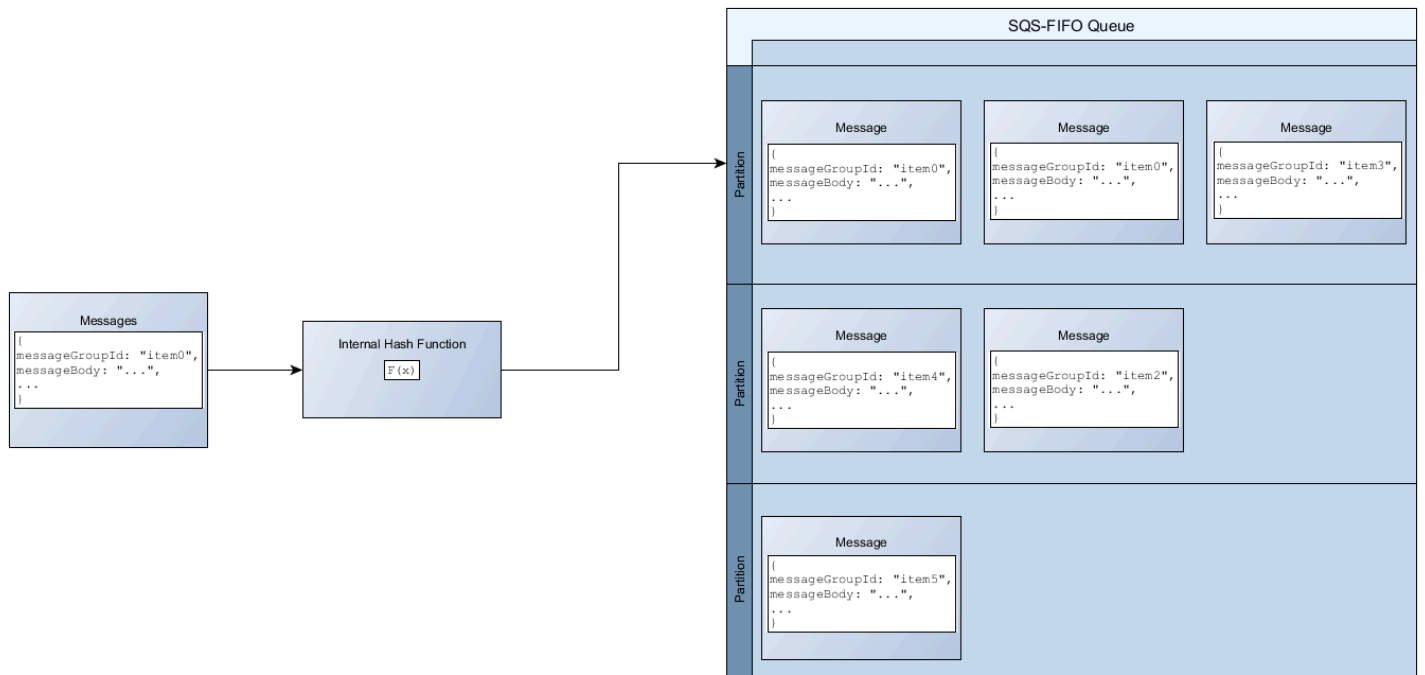 SQS-FIFO Queue
Partition
Message
{
messageGroupId: "item0",
messageBody: "...",
...
}
Message
{
messageGroupId: "item0",
messageBody: "...",
...
}
Message
{
messageGroupId: "item3",
messageBody: "...",
...
}
Messages
{
messageGroupId: "item0",
messageBody: "...",
...
}
Internal Hash Function
F(x)
Partition
Message
{
messageGroupId: "item4",
messageBody: "...",
...
}
Message
{
messageGroupId: "item2",
messageBody: "...",
...
}
Partition
Message
{
messageGroupId: "item5",
messageBody: "...",
...
}